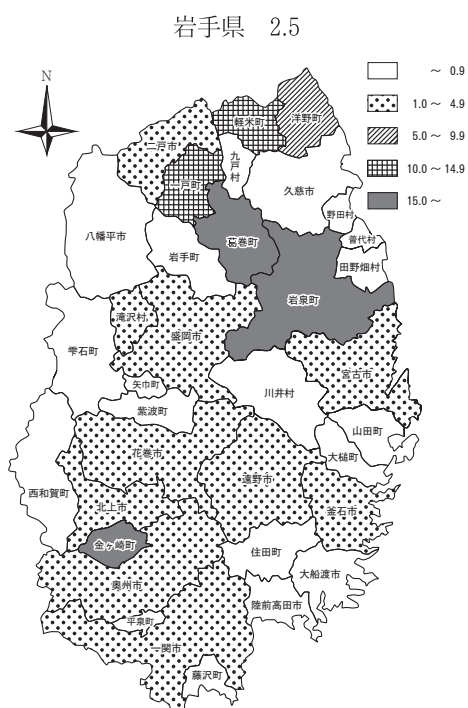 岩手県 2.5
N
~ 0.9
1.0 ~ 4.9
5.0 ~ 9.9
10.0 ~ 14.9
15.0 ~
軽米町
洋野町
二戸市
九戸村
一戸町
久慈市
野田村
八幡平市
葛巻町
普代村
岩手町
田野畑村
岩泉町
滝沢村
盛岡市
雫石町
宮古市
矢巾町
川井村
紫波町
山田町
花巻市
大槌町
遠野市
西和賀町
北上市
釜石市
金ヶ崎町
住田町
大船渡市
奥州市
陸前高田市
平泉町
一関市
藤沢町